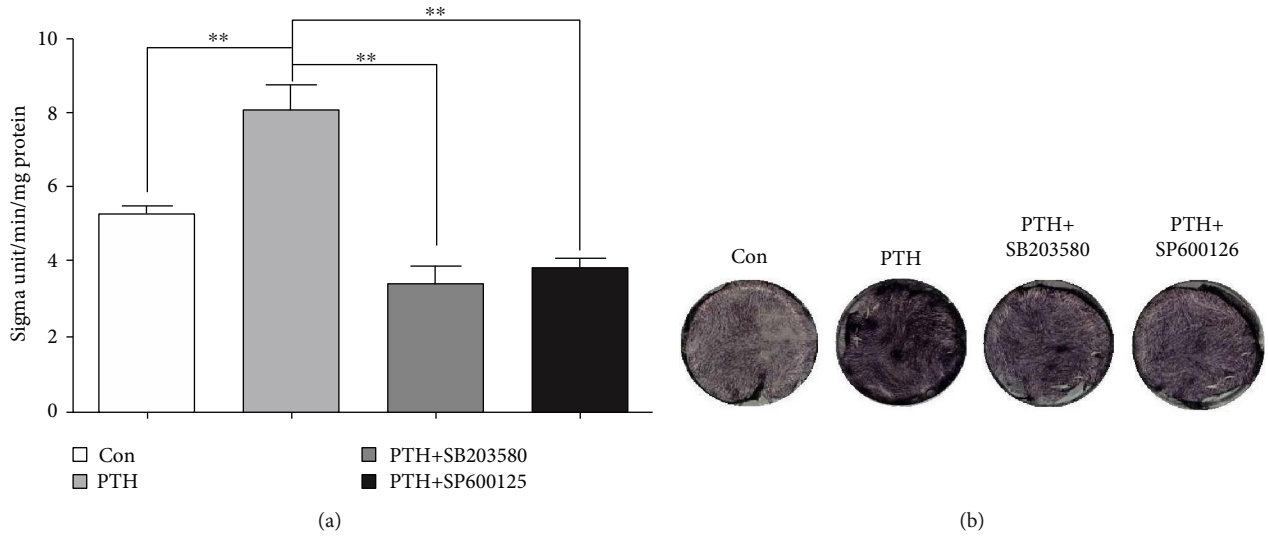 **
**
**
10
8
6
4
2
0
Sigma unit/min/mg protein
Con
PTH
PTH+SB203580
PTH+SP600125
(a)
Con
PTH
PTH+
SB203580
PTH+
SP600126
(b)